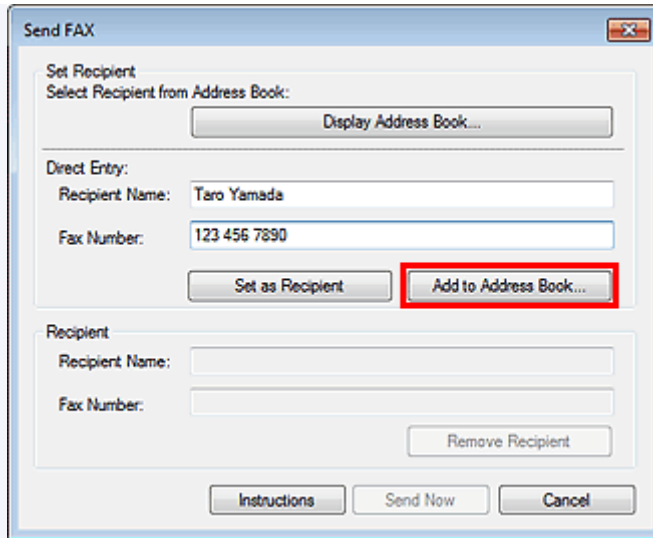 Send FAX
Set Recipient
Select Recipient from Address Book:
Display Address Book...
Direct Entry:
Recipient Name: Taro Yamada
Fax Number: 123 456 7890
Set as Recipient Add to Address Book...
Recipient
Recipient Name:
Fax Number:
Remove Recipient
Instructions Send Now Cancel